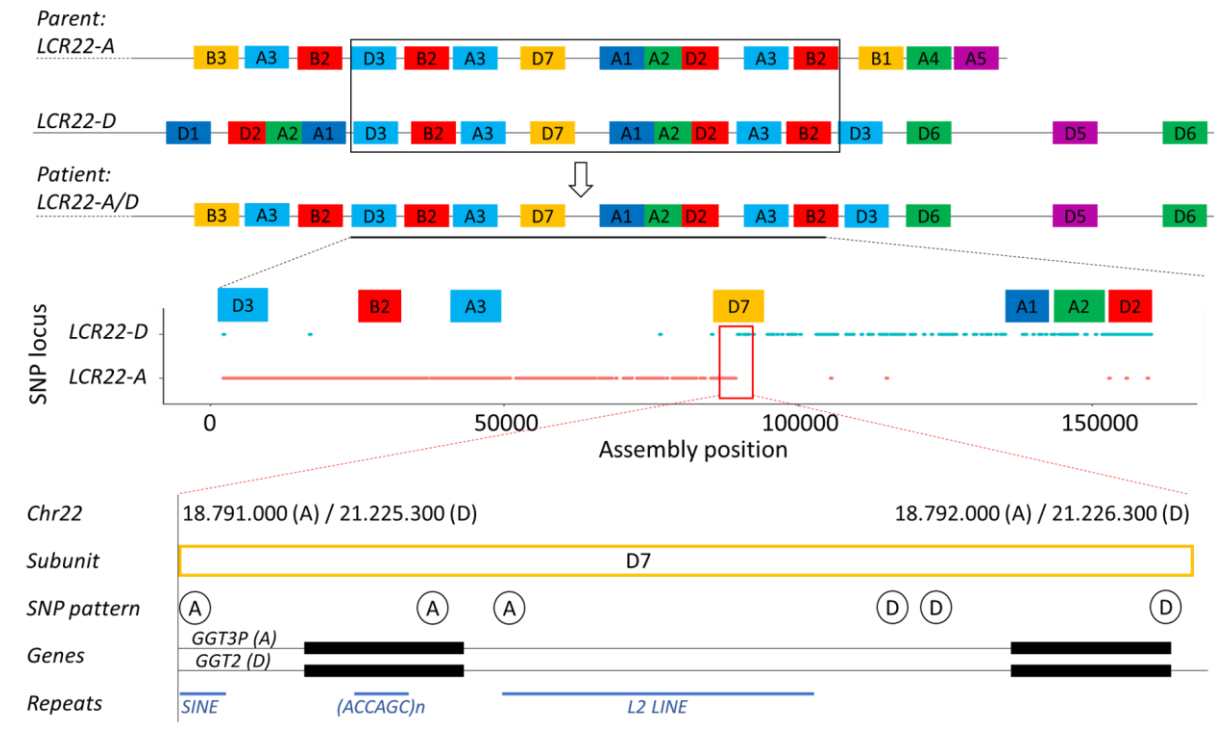 Parent:
LCR22-A
B3 A3 B2 D3 B2 A3 D7 A1 A2 D2 A3 B2 B1 A4 A5
LCR22-D
D1 D2 A2 A1 D3 B2 A3 D7 A1 A2 D2 A3 B2 D3 D6 D5 D6
Patient:
LCR22-A/D
B3 A3 B2 D3 B2 A3 D7 A1 A2 D2 A3 B2 D3 D6 D5 D6
D3 B2 A3 D7 A1 A2 D2
SNP locus
LCR22-D
LCR22-A
0 50000 100000 150000
Assembly position
Chr22 18.791.000 (A) / 21.225.300 (D) 18.792.000 (A) / 21.226.300 (D)
Subunit D7
SNP pattern A A A D D D
Genes
GGT3P (A)
GGT2 (D)
Repeats SINE (ACCAGC)n L2 LINE